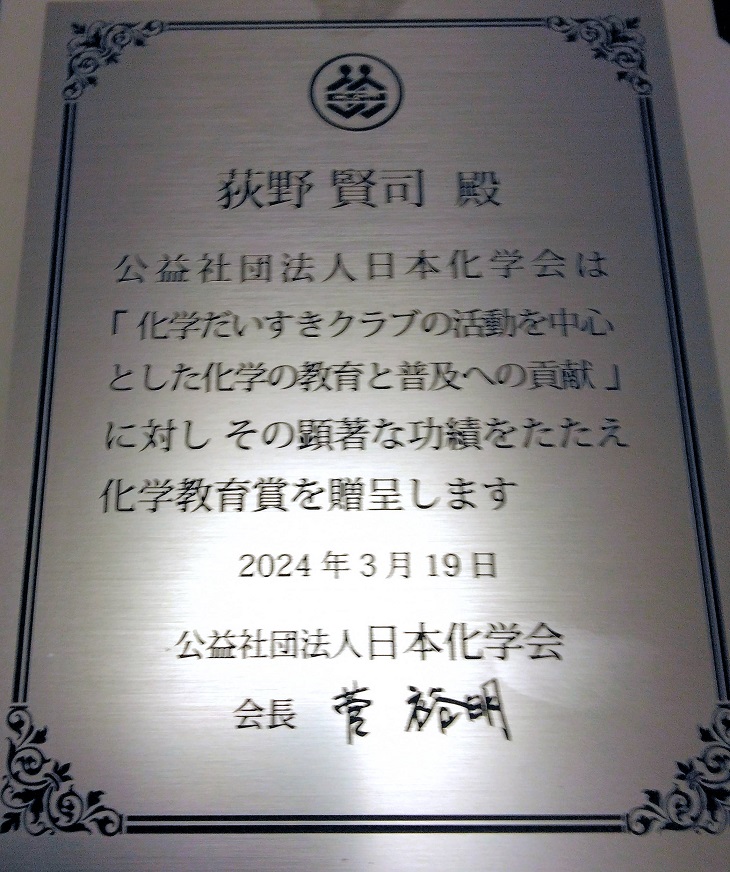 荻野 賢司 殿
公益社団法人日本化学会は
「化学だいすきクラブの活動を中心
とした化学の教育と普及への貢献」
に対し その顕著な功績をたたえ
化学教育賞を贈呈します
2024年3月19日
公益社団法人日本化学会
会長 菅 裕明